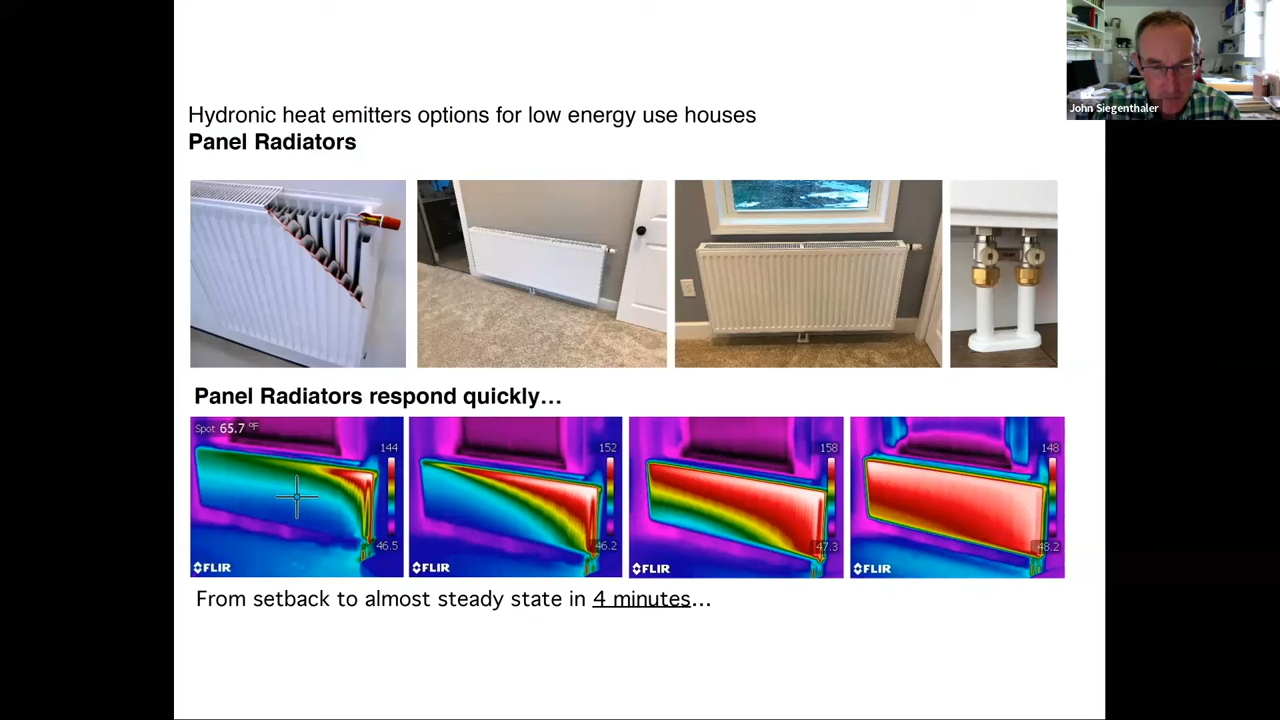 John Siegenthaler
Hydronic heat emitters options for low energy use houses
Panel Radiators
Panel Radiators respond quickly…
Spot 65.7 °F
144
46.5
FLIR
152
46.2
FLIR
158
47.3
FLIR
148
48.2
FLIR
From setback to almost steady state in 4 minutes…